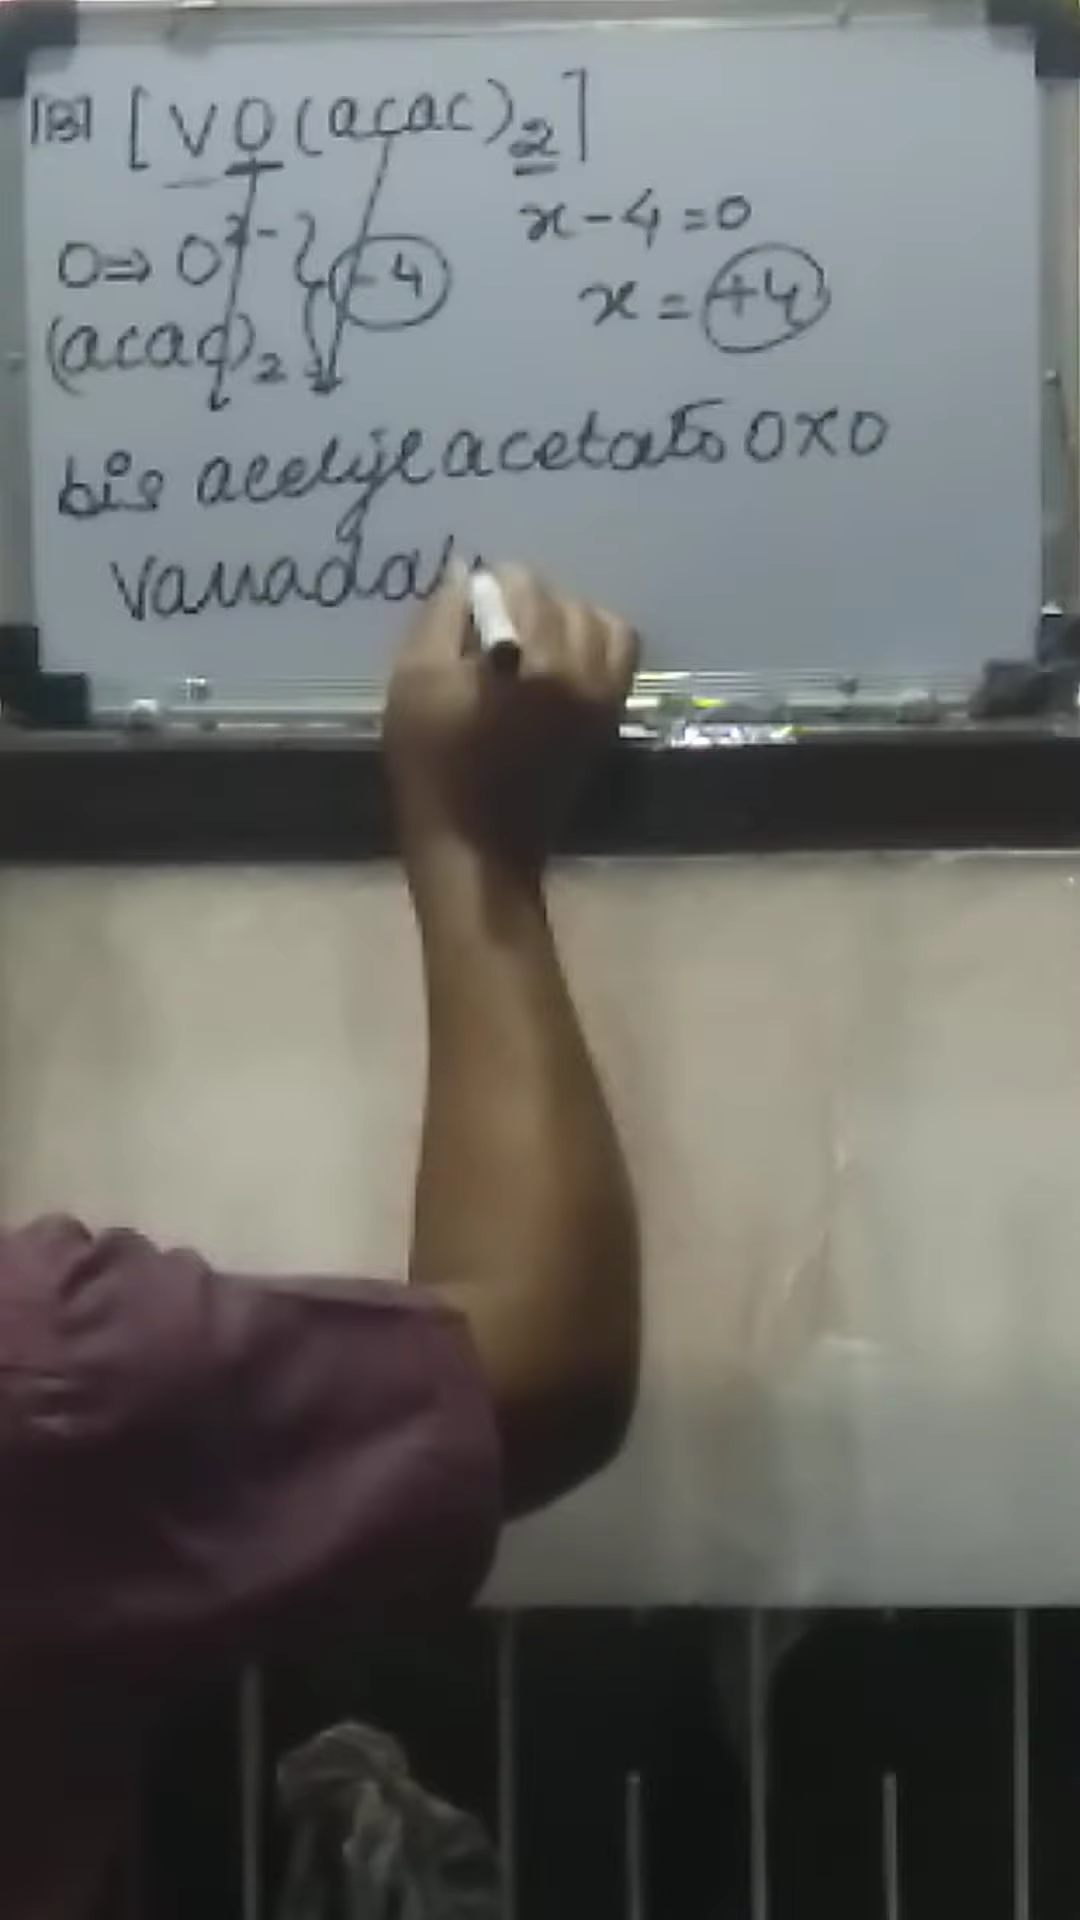 [B] [VO(acac)2]
O⇒ O2- } -4
x-4=0
(acac)2
x = +4
bis acetylacetato oxo
vanada